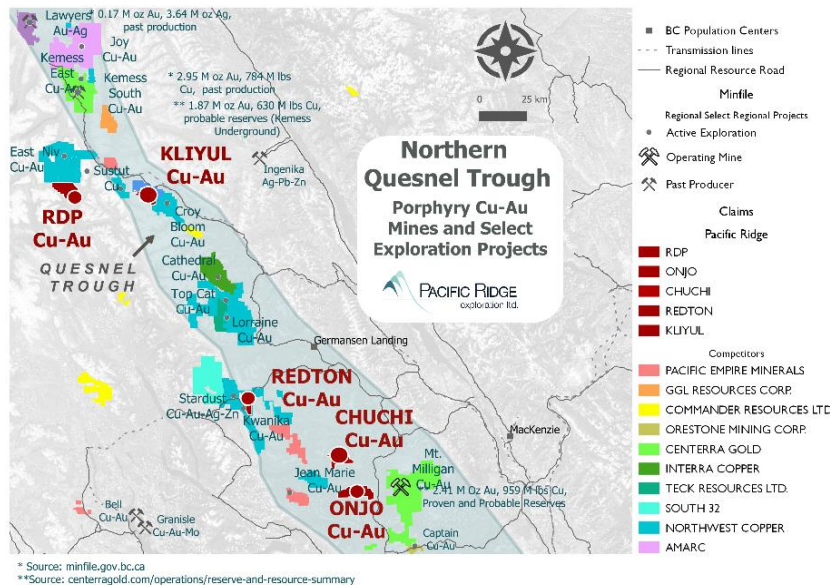 Lawyers
Au-Ag
* 0.17 M oz Au, 3.64 M oz Ag,
past production
Joy
Cu-Au
Kemess
East
Cu-Au
Kemess
South
Cu-Au
* 2.95 M oz Au, 784 M lbs
Cu, past production
** 1.87 M oz Au, 630 M lbs Cu,
probable reserves (Kemess
Underground)
East Niv
Cu-Au
Sustut
Cu
KLIYUL
Cu-Au
Ingenika
Ag-Pb-Zn
RDP
Cu-Au
Croy
Bloom
Cu-Au
QUESNEL
TROUGH
Cathedral
Cu-Au
Top Cat
Cu-Au
Lorraine
Cu-Au
Germansen Landing
REDTON
Cu-Au
Stardust
Cu-Au-Ag-Zn
Kwanika
Cu-Au
CHUCHI
Cu-Au
MacKenzie
Jean Marie
Cu-Au
Mt.
Milligan
Cu-Au
** 2.41 M Oz Au, 959 M lbs Cu,
Proven and Probable Reserves
ONJO
Cu-Au
Bell
Cu-Au
Granisle
Cu-Au-Mo
Captain
Cu-Au
0 25 km
Northern
Quesnel Trough
Porphyry Cu-Au
Mines and Select
Exploration Projects
PACIFIC RIDGE
exploration ltd.
BC Population Centers
Transmission lines
Regional Resource Road
Minfile
Regional Select Regional Projects
Active Exploration
Operating Mine
Past Producer
Claims
Pacific Ridge
RDP
ONJO
CHUCHI
REDTON
KLIYUL
Competitors
PACIFIC EMPIRE MINERALS
GGL RESOURCES CORP.
COMMANDER RESOURCES LTD
ORESTONE MINING CORP.
CENTERRA GOLD
INTERRA COPPER
TECK RESOURCES LTD.
SOUTH 32
NORTHWEST COPPER
AMARC
* Source: minfile.gov.bc.ca
**Source: centerragold.com/operations/reserve-and-resource-summary